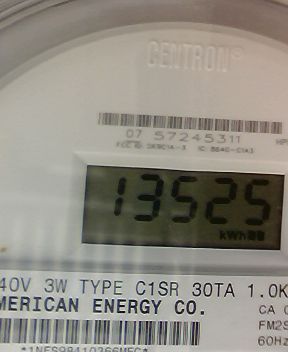 CENTRON®
07 57245311
13525
kWh
40V 3W TYPE C1SR 30TA 1.0K
MERICAN ENERGY CO.
CA
FM2S
60Hz